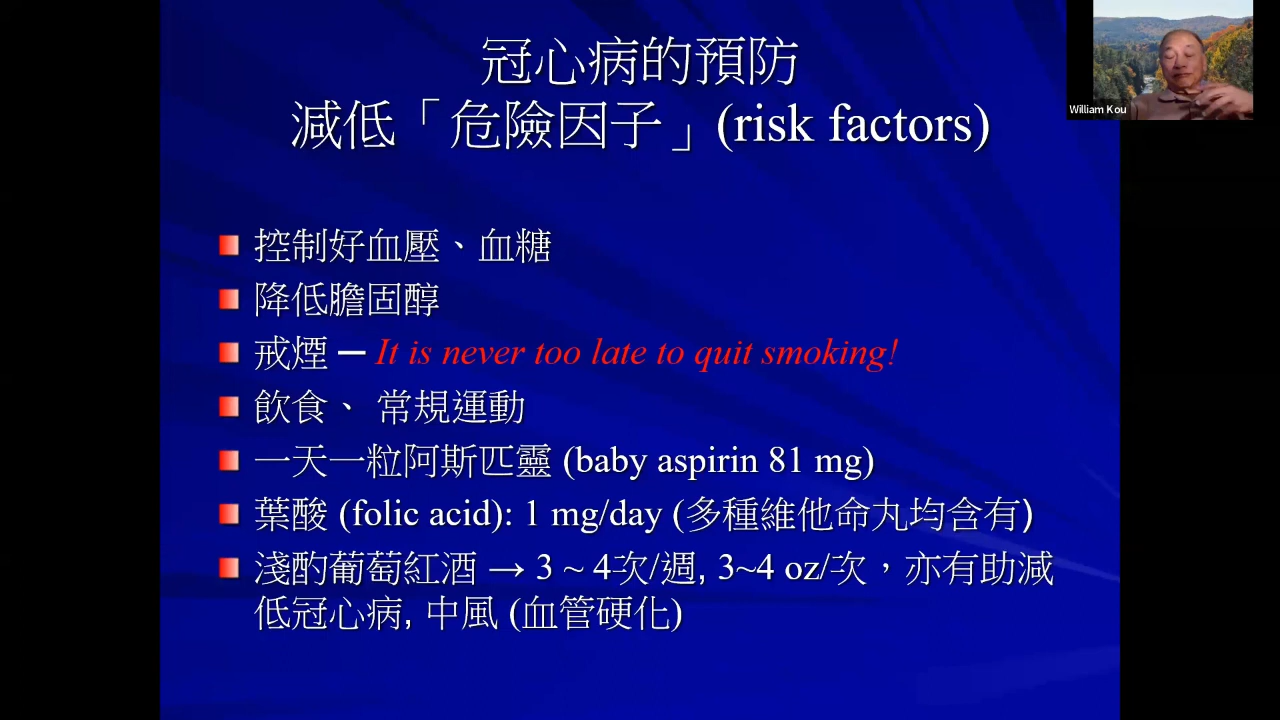 冠心病的預防
減低「危險因子」(risk factors)
William Kou
控制好血壓、血糖
降低膽固醇
戒煙 ─ It is never too late to quit smoking!
飲食、 常規運動
一天一粒阿斯匹靈 (baby aspirin 81 mg)
葉酸 (folic acid): 1 mg/day (多種維他命丸均含有)
淺酌葡萄紅酒 → 3 ~ 4次/週, 3~4 oz/次，亦有助減
低冠心病, 中風 (血管硬化)